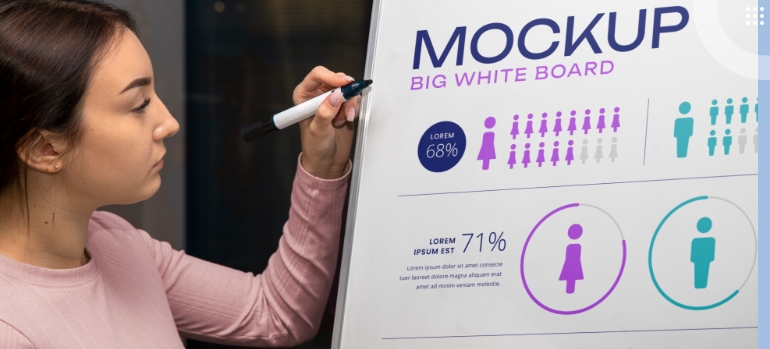 MOCKUP
BIG WHITE BOARD
LOREM
68%
LOREM
IPSUM EST
71%
Lorem ipsum dolor sit amet consecte
tuer laoreet dolore magna aliquam erat
amet ad minim veniam molestie.